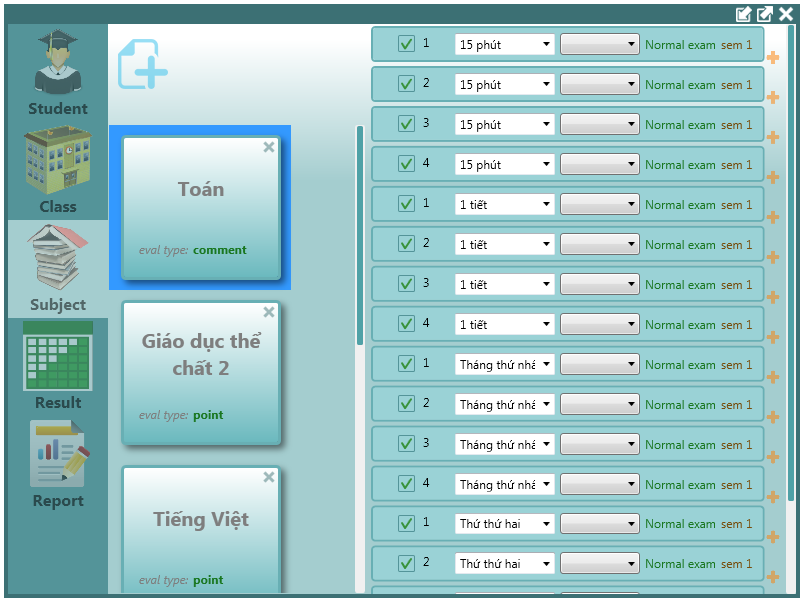 Student
Class
Subject
Result
Report
Toán
eval type: comment
Giáo dục thể
chất 2
eval type: point
Tiếng Việt
eval type: point
1 15 phút Normal exam sem 1
2 15 phút Normal exam sem 1
3 15 phút Normal exam sem 1
4 15 phút Normal exam sem 1
1 1 tiết Normal exam sem 1
2 1 tiết Normal exam sem 1
3 1 tiết Normal exam sem 1
4 1 tiết Normal exam sem 1
1 Tháng thứ nhấ Normal exam sem 1
2 Tháng thứ nhấ Normal exam sem 1
3 Tháng thứ nhấ Normal exam sem 1
4 Tháng thứ nhấ Normal exam sem 1
1 Thứ thứ hai Normal exam sem 1
2 Thứ thứ hai Normal exam sem 1